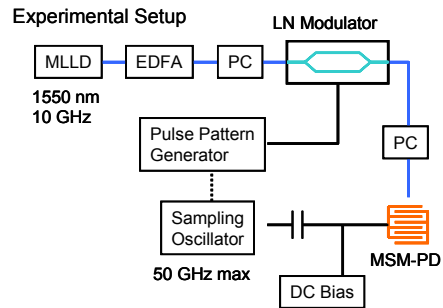 Experimental Setup
LN Modulator
MLLD
EDFA
PC
1550 nm
10 GHz
Pulse Pattern
Generator
PC
Sampling
Oscillator
50 GHz max
MSM-PD
DC Bias